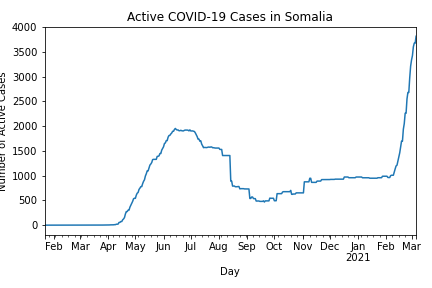 Active COVID-19 Cases in Somalia
4000
3500
3000
2500
2000
1500
1000
500
0
Number of Active Cases
Feb Mar Apr May Jun Jul Aug Sep Oct Nov Dec Jan Feb Mar
2021
Day